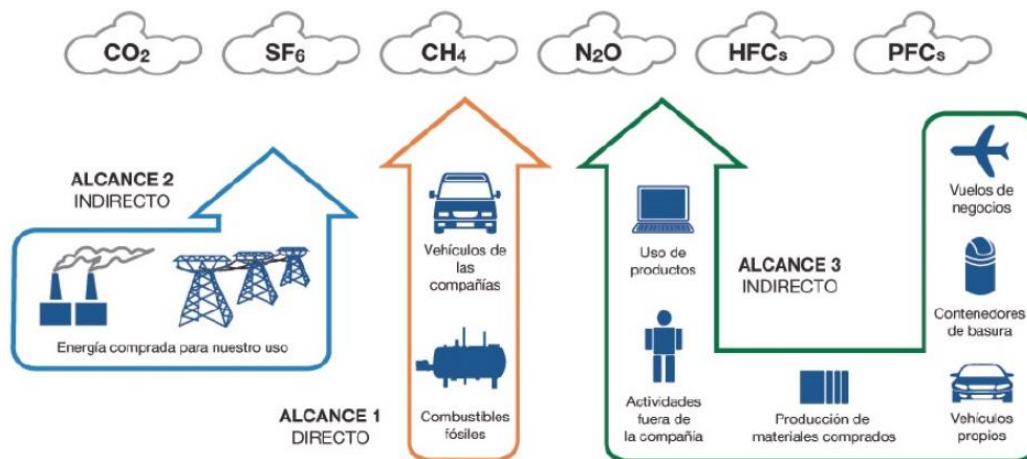 CO2
SF6
CH4
N2O
HFCs
PFCs
ALCANCE 2
INDIRECTO
Energía comprada para nuestro uso
ALCANCE 1
DIRECTO
Vehículos de
las
compañías
Combustibles
fósiles
Uso de
productos
Actividades
fuera de
la compañía
ALCANCE 3
INDIRECTO
Producción de
materiales comprados
Vuelos de
negocios
Contenedores
de basura
Vehículos
propios